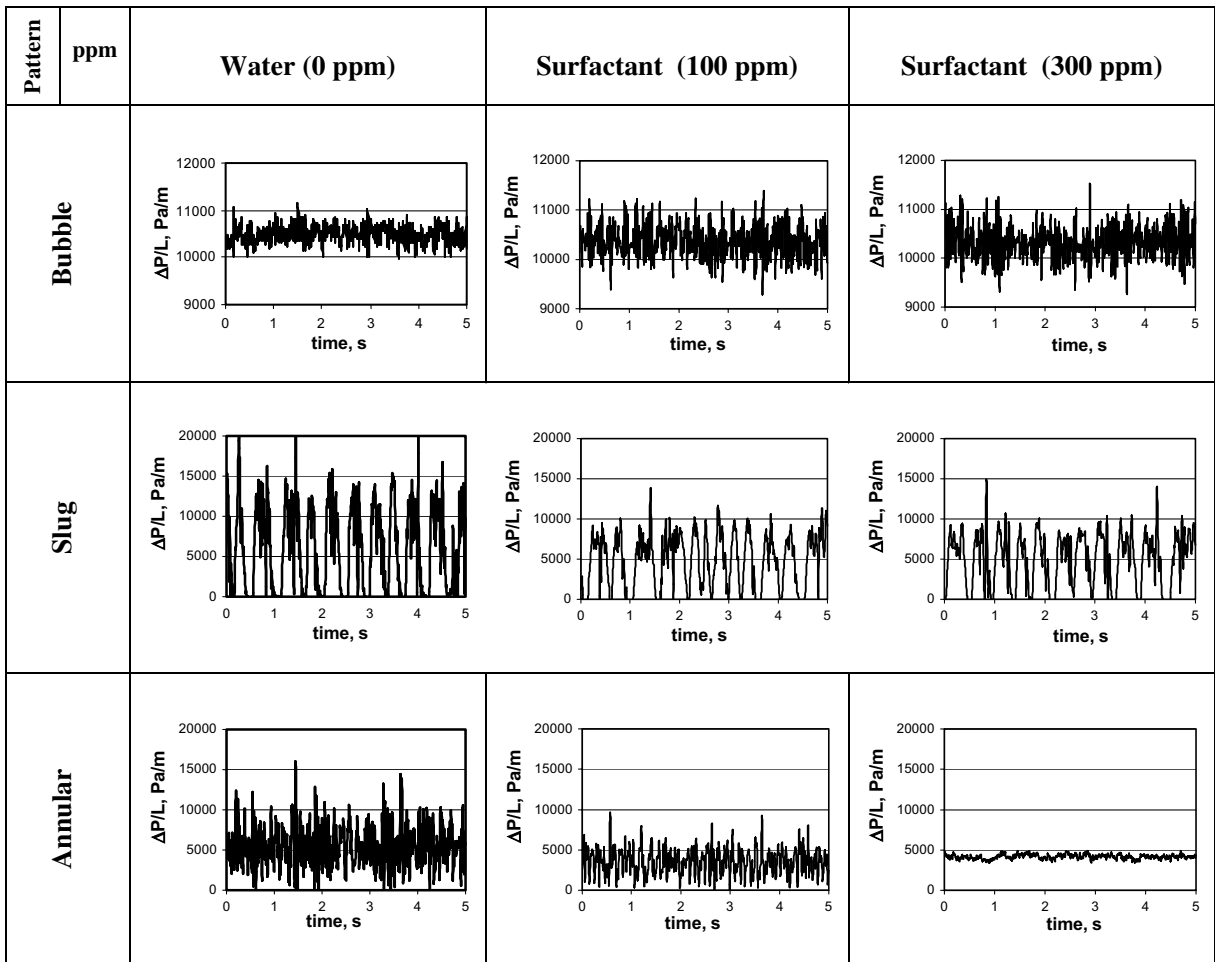 Pattern
ppm
Water (0 ppm)
Surfactant (100 ppm)
Surfactant (300 ppm)
Bubble
12000
11000
10000
9000
ΔP/L, Pa/m
0 1 2 3 4 5
time, s
12000
11000
10000
9000
ΔP/L, Pa/m
0 1 2 3 4 5
time, s
12000
11000
10000
9000
ΔP/L, Pa/m
0 1 2 3 4 5
time, s
Slug
20000
15000
10000
5000
0
ΔP/L, Pa/m
0 1 2 3 4 5
time, s
20000
15000
10000
5000
0
ΔP/L, Pa/m
0 1 2 3 4 5
time, s
20000
15000
10000
5000
0
ΔP/L, Pa/m
0 1 2 3 4 5
time, s
Annular
20000
15000
10000
5000
0
ΔP/L, Pa/m
0 1 2 3 4 5
time, s
20000
15000
10000
5000
0
ΔP/L, Pa/m
0 1 2 3 4 5
time, s
20000
15000
10000
5000
0
ΔP/L, Pa/m
0 1 2 3 4 5
time, s